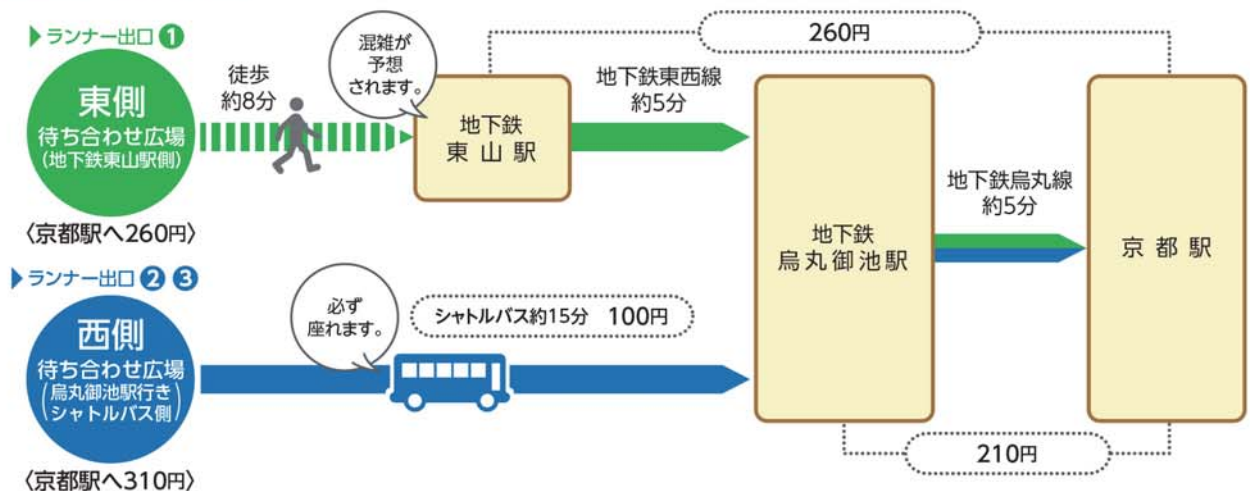 ▶ランナー出口 ❶
東側
待ち合わせ広場
(地下鉄東山駅側)
〈京都駅へ260円〉
徒歩
約8分
混雑が
予想
されます。
地下鉄
東山駅
260円
地下鉄東西線
約5分
地下鉄
烏丸御池駅
地下鉄烏丸線
約5分
京都駅
▶ランナー出口 ❷ ❸
西側
待ち合わせ広場
(烏丸御池駅行き
シャトルバス側)
〈京都駅へ310円〉
必ず
座れます。
シャトルバス約15分 100円
210円